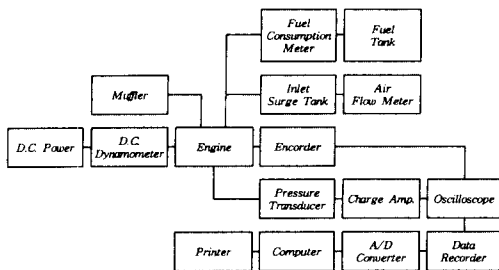 Fuel
Consumption
Meter
Fuel
Tank
Muffler
Inlet
Surge Tank
Air
Flow Meter
D.C. Power
D.C.
Dynamometer
Engine
Encorder
Pressure
Transducer
Charge Amp.
Oscilloscope
Printer
Computer
A/D
Converter
Data
Recorder